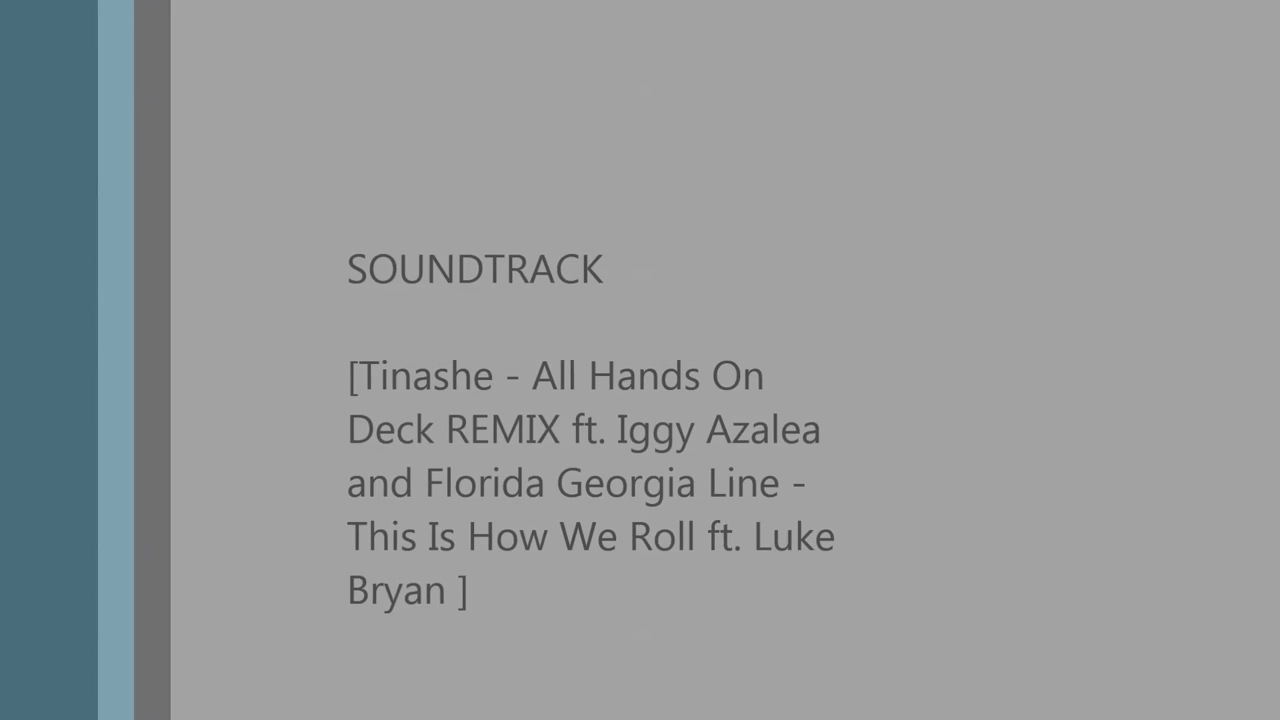 SOUNDTRACK
[Tinashe - All Hands On
Deck REMIX ft. Iggy Azalea
and Florida Georgia Line -
This Is How We Roll ft. Luke
Bryan ]